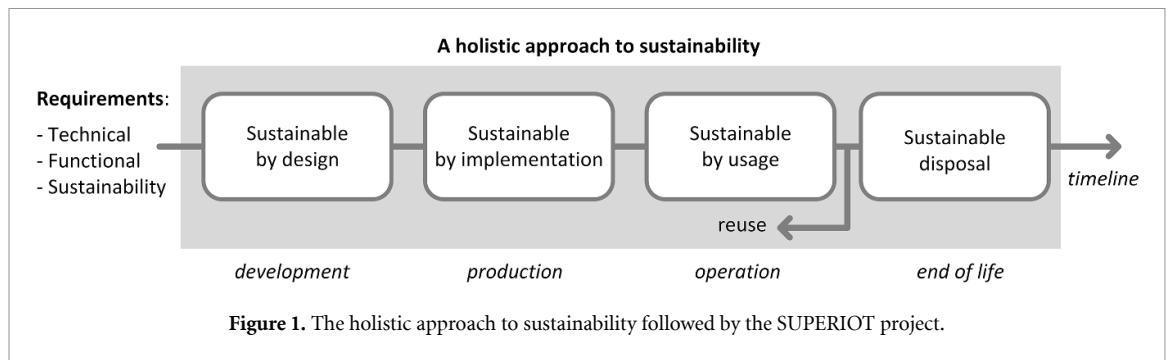 A holistic approach to sustainability
Requirements:
- Technical
- Functional
- Sustainability
Sustainable
by design
Sustainable
by implementation
Sustainable
by usage
Sustainable
disposal
timeline
reuse
development
production
operation
end of life
Figure 1. The holistic approach to sustainability followed by the SUPERIOT project.